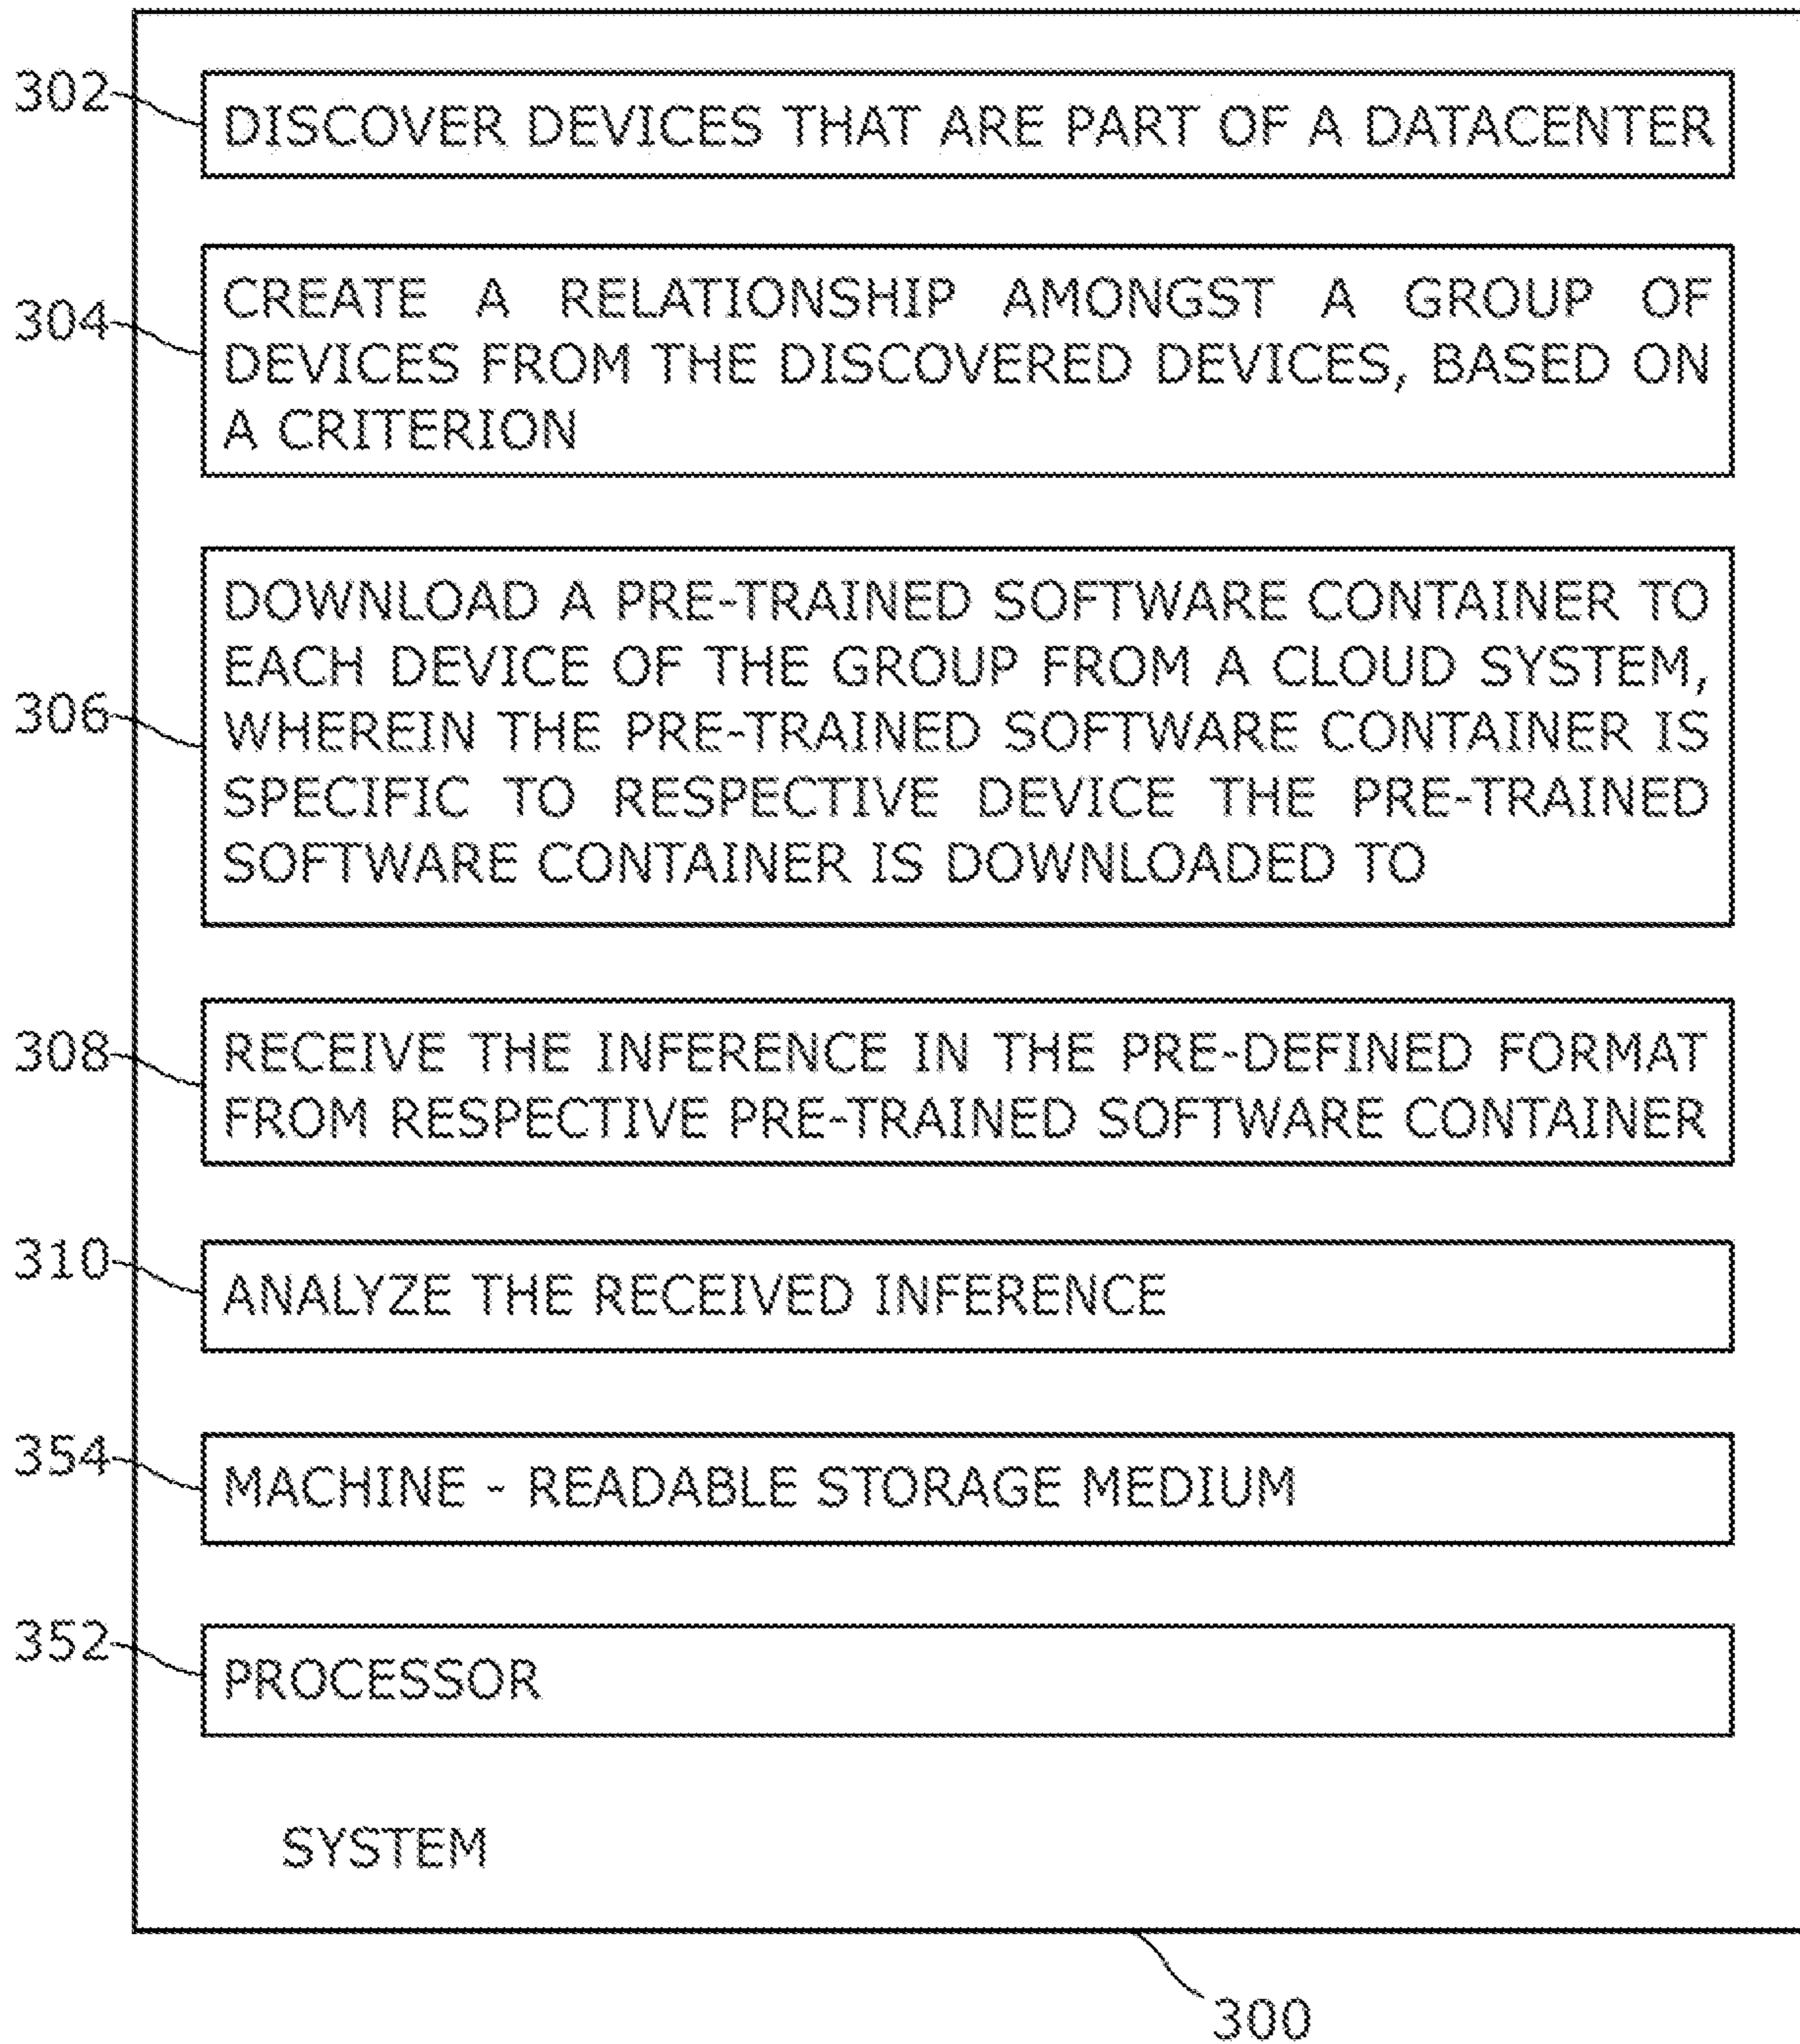 302
DISCOVER DEVICES THAT ARE PART OF A DATACENTER
304
CREATE A RELATIONSHIP AMONGST A GROUP OF
DEVICES FROM THE DISCOVERED DEVICES, BASED ON
A CRITERION
306
DOWNLOAD A PRE-TRAINED SOFTWARE CONTAINER TO
EACH DEVICE OF THE GROUP FROM A CLOUD SYSTEM,
WHEREIN THE PRE-TRAINED SOFTWARE CONTAINER IS
SPECIFIC TO RESPECTIVE DEVICE THE PRE-TRAINED
SOFTWARE CONTAINER IS DOWNLOADED TO
308
RECEIVE THE INFERENCE IN THE PRE-DEFINED FORMAT
FROM RESPECTIVE PRE-TRAINED SOFTWARE CONTAINER
310
ANALYZE THE RECEIVED INFERENCE
354
MACHINE - READABLE STORAGE MEDIUM
352
PROCESSOR
SYSTEM
300